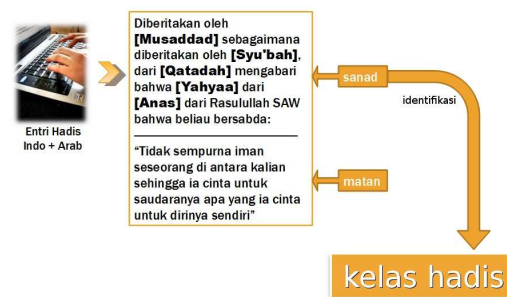 Diberitakan oleh
[Musaddad] sebagaimana
diberitakan oleh [Syu'bah],
dari [Qatadah] mengabari
bahwa [Yahyaa] dari
[Anas] dari Rasulullah SAW
bahwa beliau bersabda:
"Tidak sempurna iman
seseorang di antara kalian
sehingga ia cinta untuk
saudaranya apa yang ia cinta
untuk dirinya sendiri"
Entri Hadis
Indo + Arab
sanad
identifikasi
matan
kelas hadis